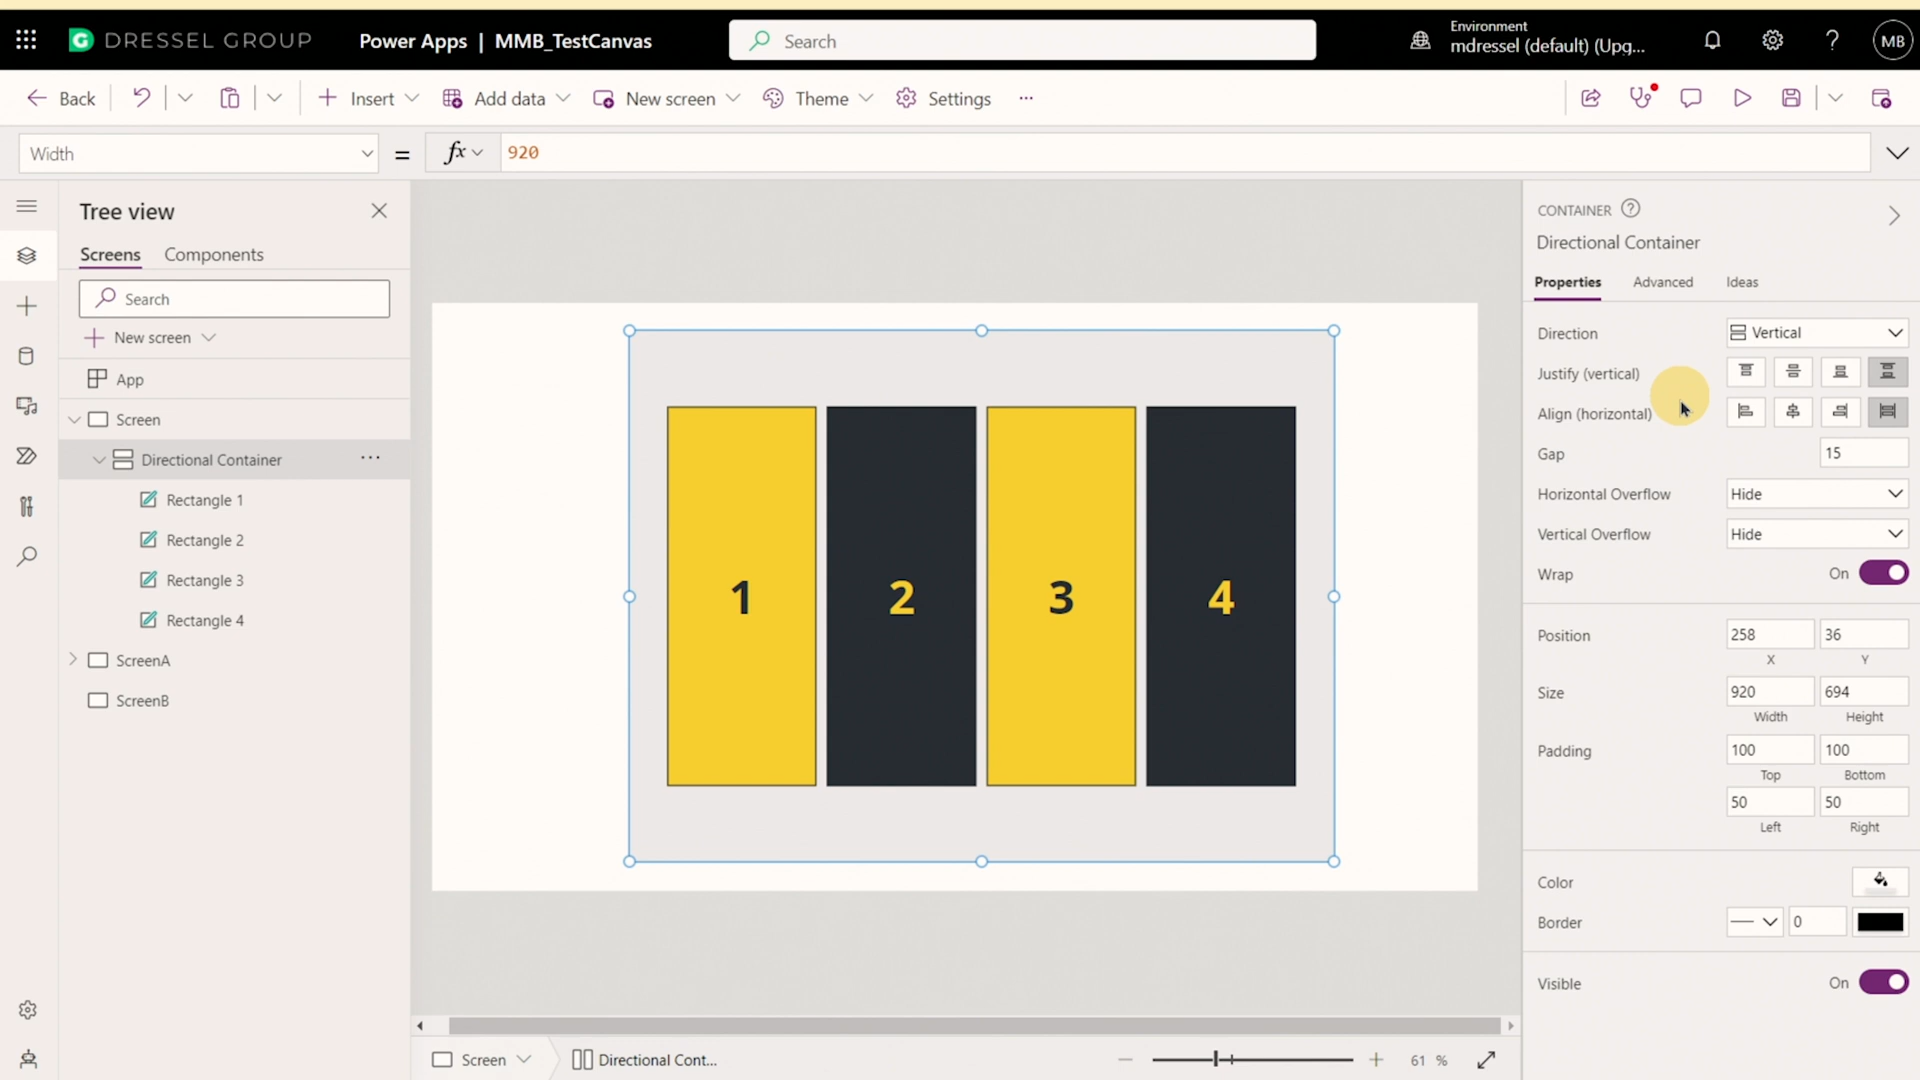 DRESSEL GROUP
Power Apps | MMB_TestCanvas
Search
Environment
mdressel (default) (Upg...
MB
Back
Insert
Add data
New screen
Theme
Settings
...
Width
=
fx
920
Tree view
Screens
Components
Search
New screen
App
Screen
Directional Container
...
Rectangle 1
Rectangle 2
Rectangle 3
Rectangle 4
ScreenA
ScreenB
1
2
3
4
CONTAINER
Directional Container
Properties
Advanced
Ideas
Direction
Vertical
Justify (vertical)
Align (horizontal)
Gap
15
Horizontal Overflow
Hide
Vertical Overflow
Hide
Wrap
On
Position
258
36
X
Y
Size
920
694
Width
Height
Padding
100
100
Top
Bottom
50
50
Left
Right
Color
Border
0
Visible
On
Screen
Directional Cont...
61 %